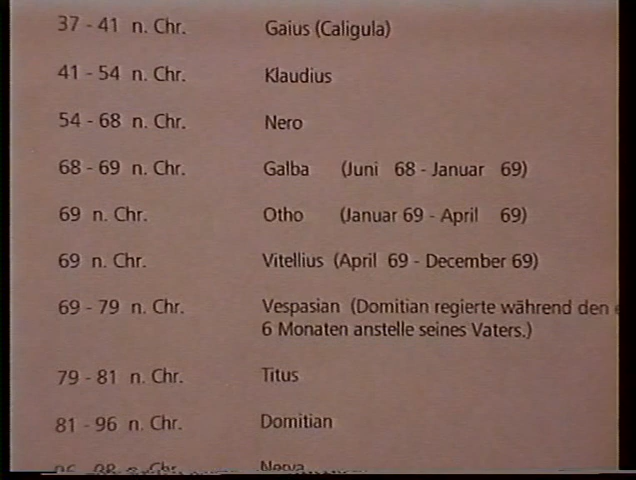 37 - 41 n. Chr. Gaius (Caligula)
41 - 54 n. Chr. Klaudius
54 - 68 n. Chr. Nero
68 - 69 n. Chr. Galba (Juni 68 - Januar 69)
69 n. Chr. Otho (Januar 69 - April 69)
69 n. Chr. Vitellius (April 69 - December 69)
69 - 79 n. Chr. Vespasian (Domitian regierte während den
6 Monaten anstelle seines Vaters.)
79 - 81 n. Chr. Titus
81 - 96 n. Chr. Domitian
n. Chr. Nerva